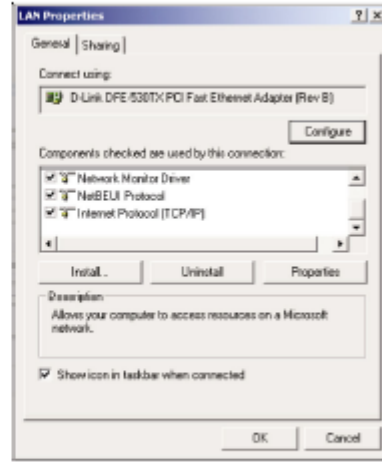 LAN Properties
General
Sharing
Connect using:
D-Link DFE-530TX PCI Fast Ethernet Adapter (Rev B)
Configure
Components checked are used by this connection:
Network Monitor Driver
NetBEUI Protocol
Internet Protocol (TCP/IP)
Install...
Uninstall
Properties
Description
Allows your computer to access resources on a Microsoft
network.
Show icon in taskbar when connected
OK
Cancel